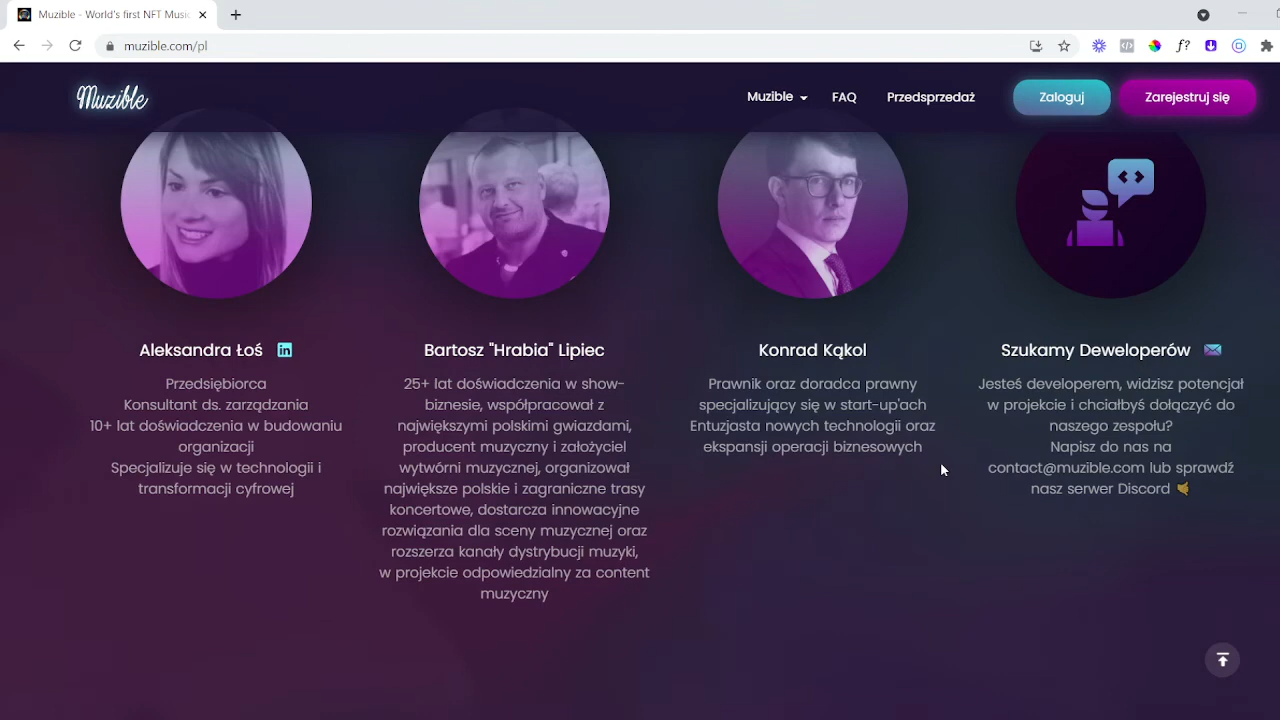 Muzible - World's first NFT Music
muzible.com/pl
f?
Muzible
Muzible
FAQ
Przedsprzedaż
Zaloguj
Zarejestruj się
Aleksandra Łoś
in
Przedsiębiorca
Konsultant ds. zarządzania
10+ lat doświadczenia w budowaniu
organizacji
Specjalizuje się w technologii i
transformacji cyfrowej
Bartosz "Hrabia" Lipiec
25+ lat doświadczenia w show-
biznesie, współpracował z
największymi polskimi gwiazdami,
producent muzyczny i założyciel
wytwórni muzycznej, organizował
największe polskie i zagraniczne trasy
koncertowe, dostarcza innowacyjne
rozwiązania dla sceny muzycznej oraz
rozszerza kanały dystrybucji muzyki,
w projekcie odpowiedzialny za content
muzyczny
Konrad Kąkol
Prawnik oraz doradca prawny
specjalizujący się w start-up'ach
Entuzjasta nowych technologii oraz
ekspansji operacji biznesowych
Szukamy Deweloperów
Jesteś developerem, widzisz potencjał
w projekcie i chciałbyś dołączyć do
naszego zespołu?
Napisz do nas na
contact@muzible.com lub sprawdź
nasz serwer Discord